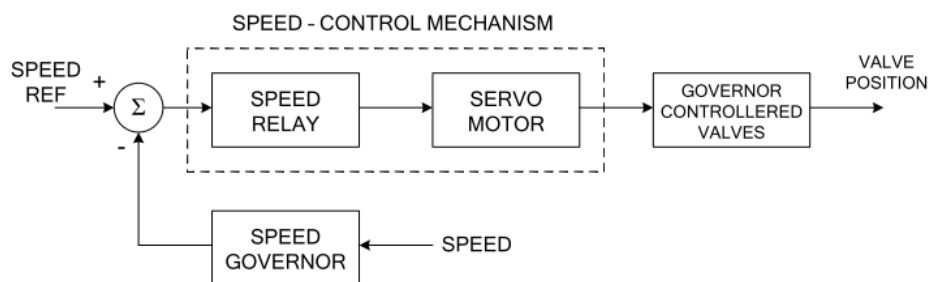 SPEED - CONTROL MECHANISM
SPEED
REF
+
Σ
-
SPEED
RELAY
SERVO
MOTOR
GOVERNOR
CONTROLLERED
VALVES
VALVE
POSITION
SPEED
GOVERNOR
SPEED